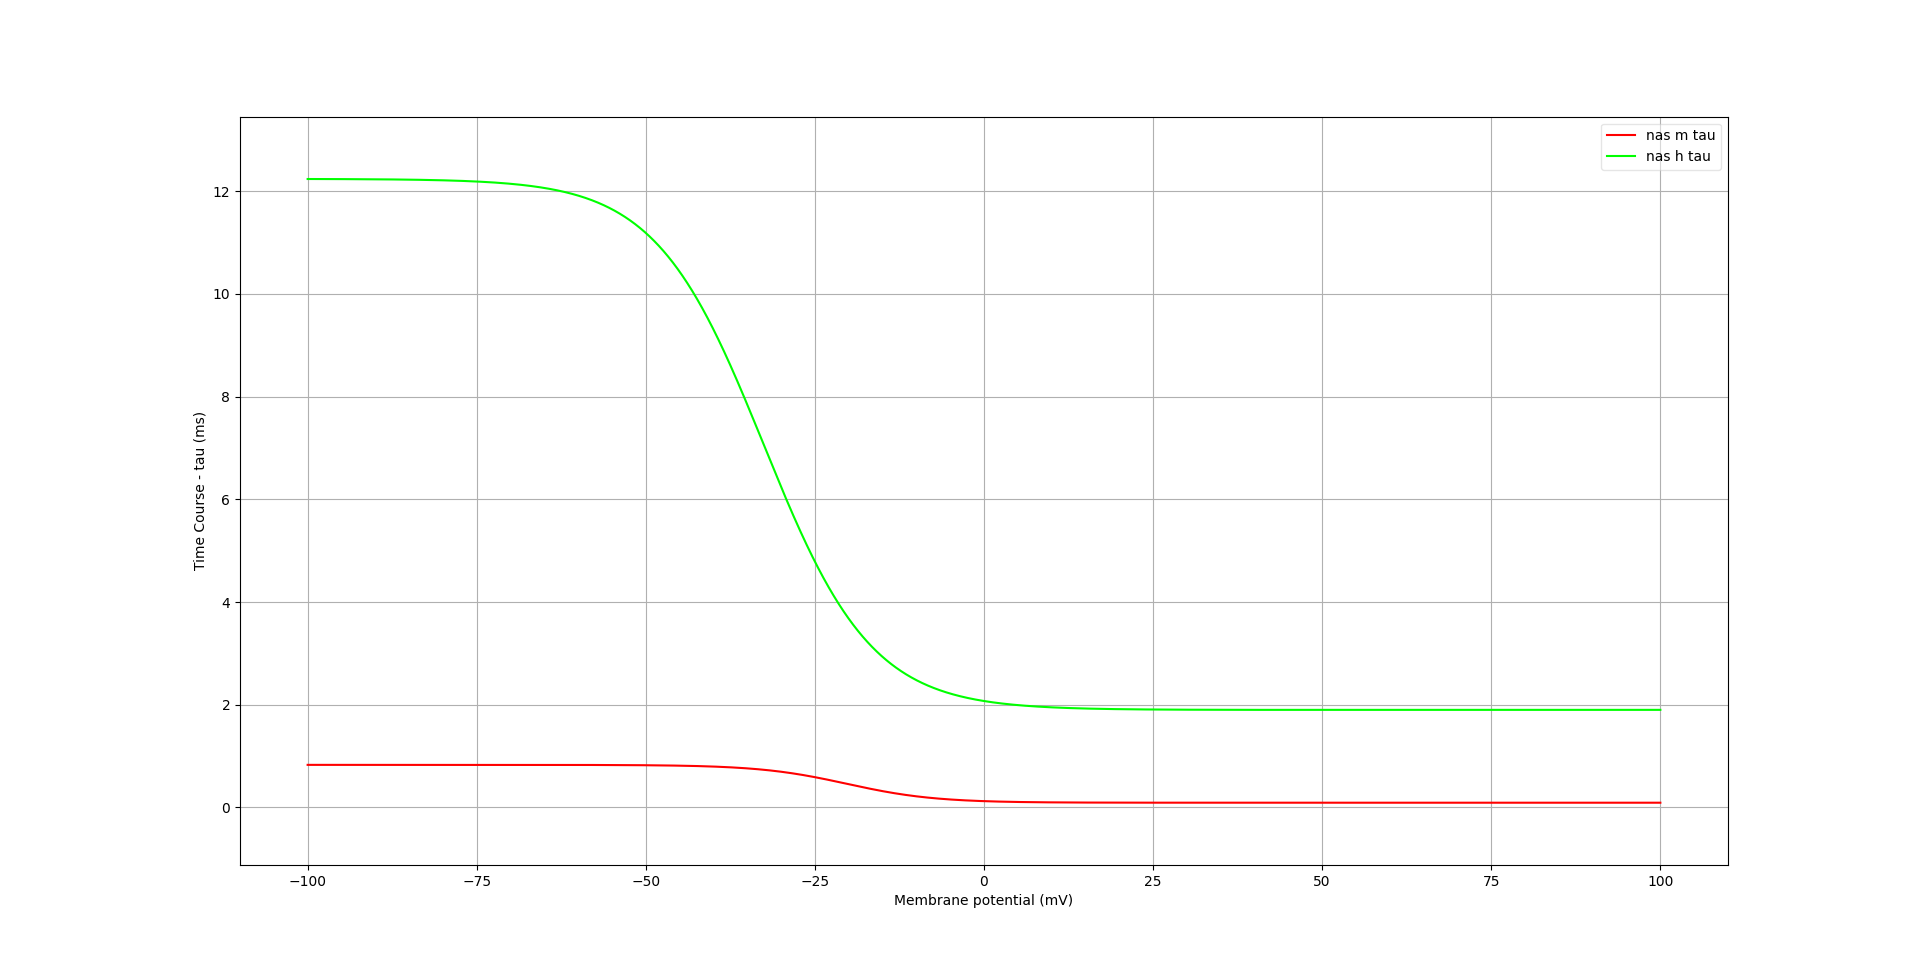 nas m tau
nas h tau
12
10
8
6
4
2
0
Time Course - tau (ms)
−100 −75 −50 −25 0 25 50 75 100
Membrane potential (mV)